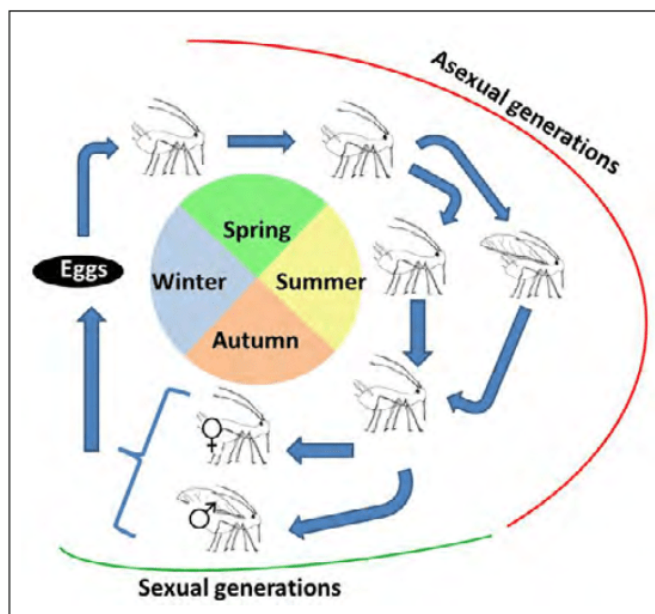 Asexual generations
Spring
Eggs
Winter
Summer
Autumn
♀
♂
Sexual generations